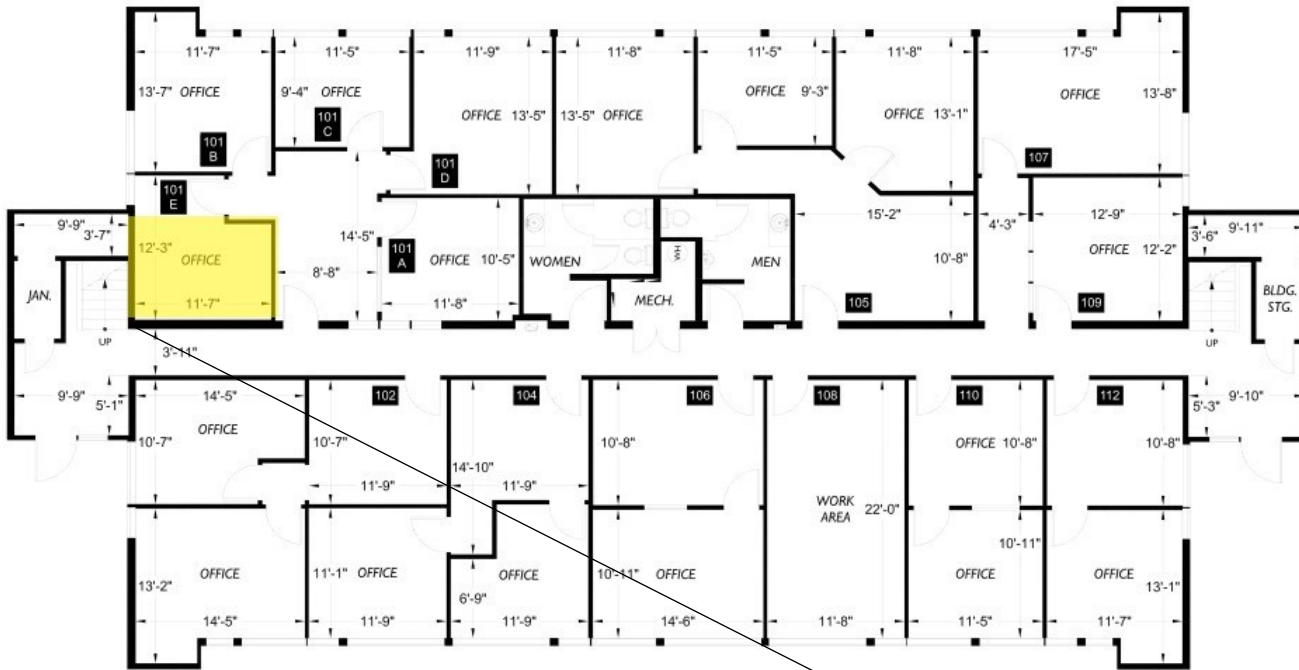 11'-7" 11'-5" 11'-9" 11'-8" 11'-5" 11'-8" 17'-5"
13'-7" OFFICE 9'-4" OFFICE OFFICE 13'-5" 13'-5" OFFICE OFFICE 9'-3" OFFICE 13'-1" OFFICE 13'-8"
101
B
101
C
101
D
107
101
E
9'-9" 3'-7"
12'-3" OFFICE
11'-7"
14'-5"
8'-8"
101
A
OFFICE 10'-5"
11'-8"
WOMEN
WH
MECH.
MEN
15'-2"
10'-8"
105
4'-3"
12'-9"
OFFICE 12'-2"
109
3'-6" 9'-11"
JAN.
UP
BLDG.
STG.
UP
3'-11"
9'-9" 5'-1"
14'-5"
OFFICE
10'-7"
102
10'-7"
11'-9"
104
14'-10"
11'-9"
106
10'-8"
108
WORK
AREA
22'-0"
110
OFFICE 10'-8"
112
10'-8"
5'-3" 9'-10"
13'-2" OFFICE
14'-5"
11'-1" OFFICE
11'-9"
6'-9" OFFICE
11'-9"
10'-11" OFFICE
14'-6"
11'-8"
10'-11"
OFFICE
11'-5"
OFFICE 13'-1"
11'-7"